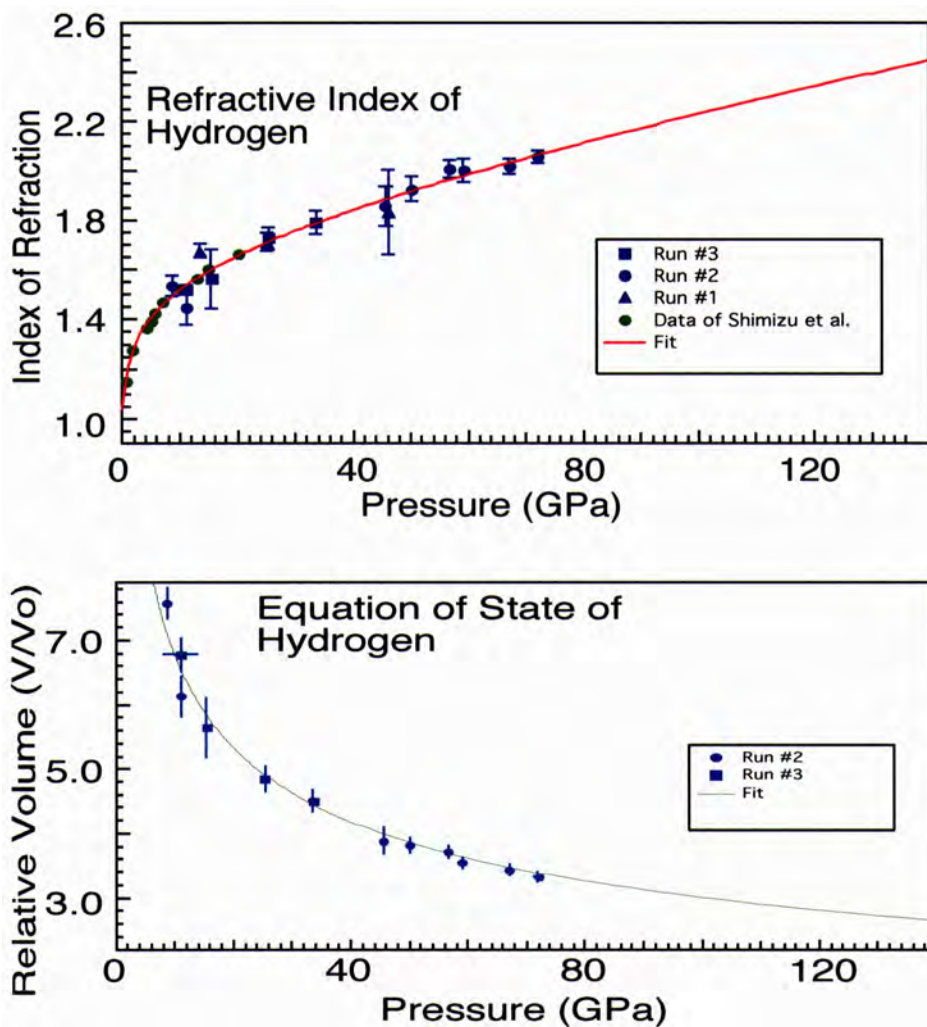 2.6
2.2
1.8
1.4
1.0
Index of Refraction
Refractive Index of
Hydrogen
Run #3
Run #2
Run #1
Data of Shimizu et al.
Fit
0
40
80
120
Pressure (GPa)
7.0
5.0
3.0
Relative Volume (V/Vo)
Equation of State of
Hydrogen
Run #2
Run #3
Fit
0
40
80
120
Pressure (GPa)